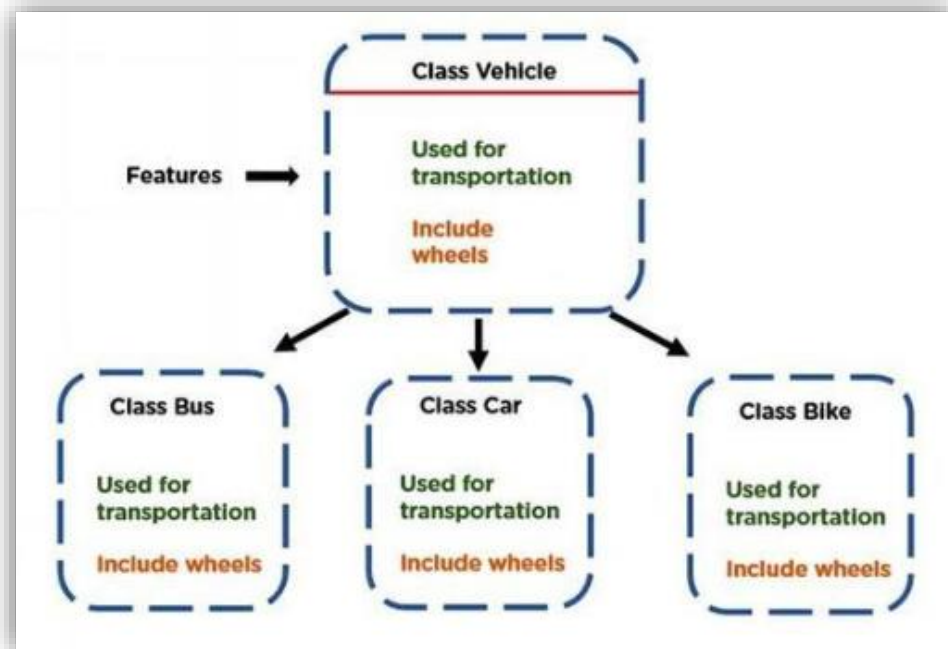 Class Vehicle
Features
Used for
transportation
Include
wheels
Class Bus
Used for
transportation
Include wheels
Class Car
Used for
transportation
Include wheels
Class Bike
Used for
transportation
Include wheels